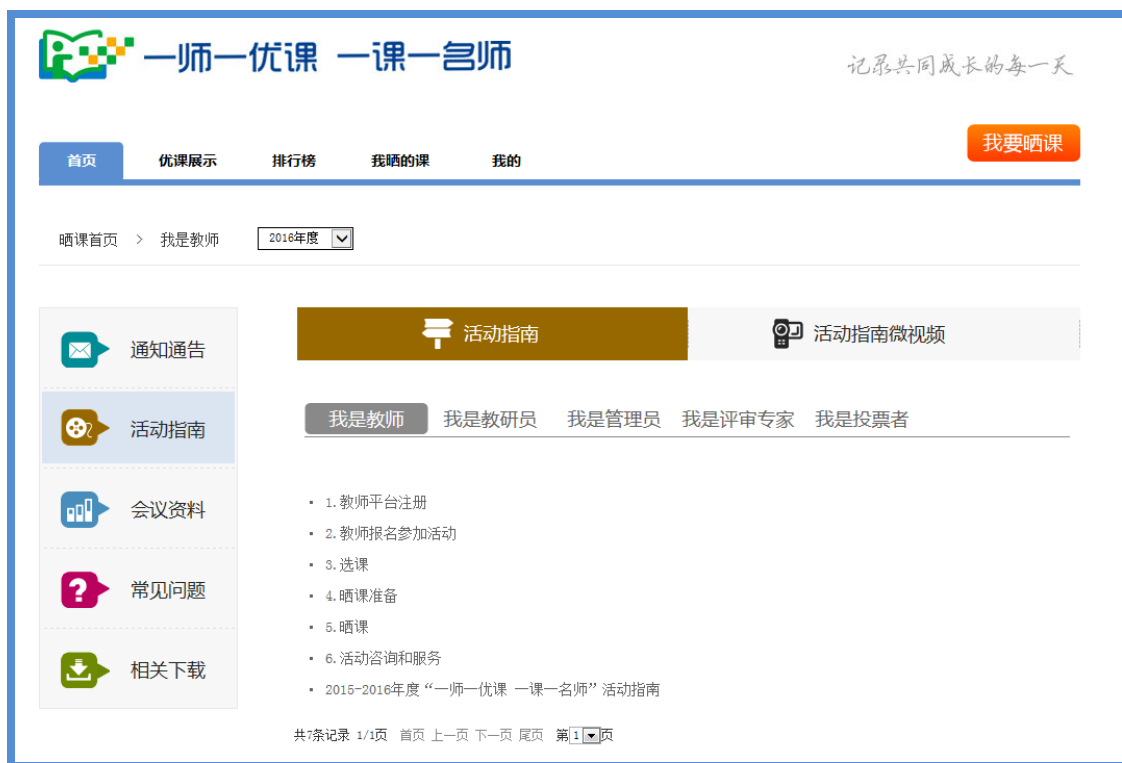 一师一优课 一课一名师
记录共同成长的每一天
我要晒课
首页 优课展示 排行榜 我晒的课 我的
晒课首页 > 我是教师 2016年度
通知通告
活动指南
会议资料
常见问题
相关下载
活动指南 活动指南微视频
我是教师 我是教研员 我是管理员 我是评审专家 我是投票者
1.教师平台注册
2.教师报名参加活动
3.选课
4.晒课准备
5.晒课
6.活动咨询和服务
2015-2016年度“一师一优课 一课一名师”活动指南
共7条记录 1/1页 首页 上一页 下一页 尾页 第1页